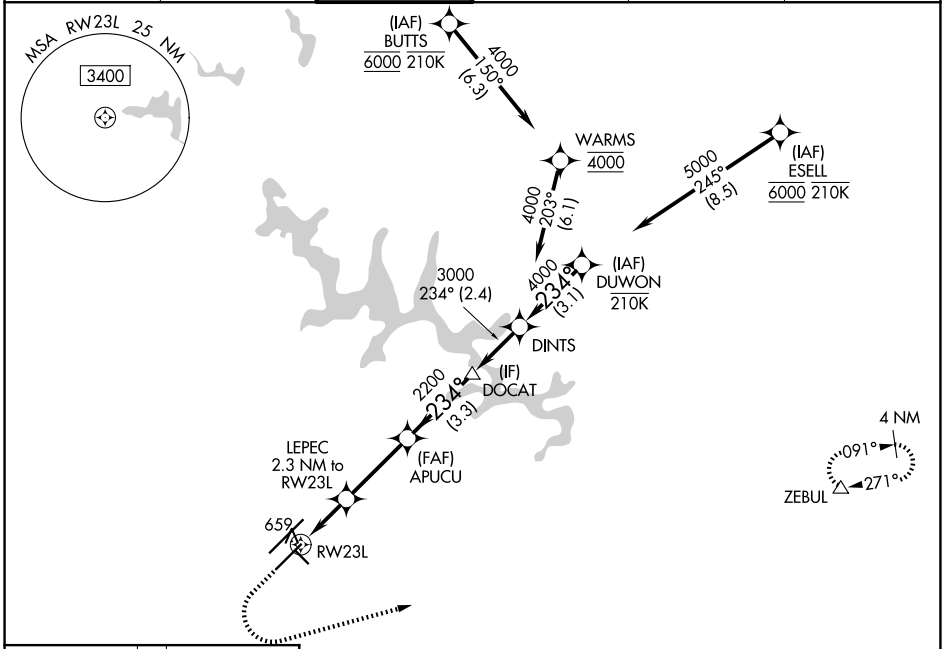 MSA RW23L 25 NM
3400
(IAF)
BUTTS
6000 210K
4000
150°
(6.3)
WARMS
4000
4000
203°
(6.1)
5000
245°
(8.5)
(IAF)
ESELL
6000 210K
(IAF)
DUWON
210K
4000
234°
(3.1)
3000
234° (2.4)
DINTS
(IF)
DOCAT
2200
234°
(3.3)
(FAF)
APUCU
LEPEC
2.3 NM to
RW23L
659
RW23L
4 NM
091°
271°
ZEBUL